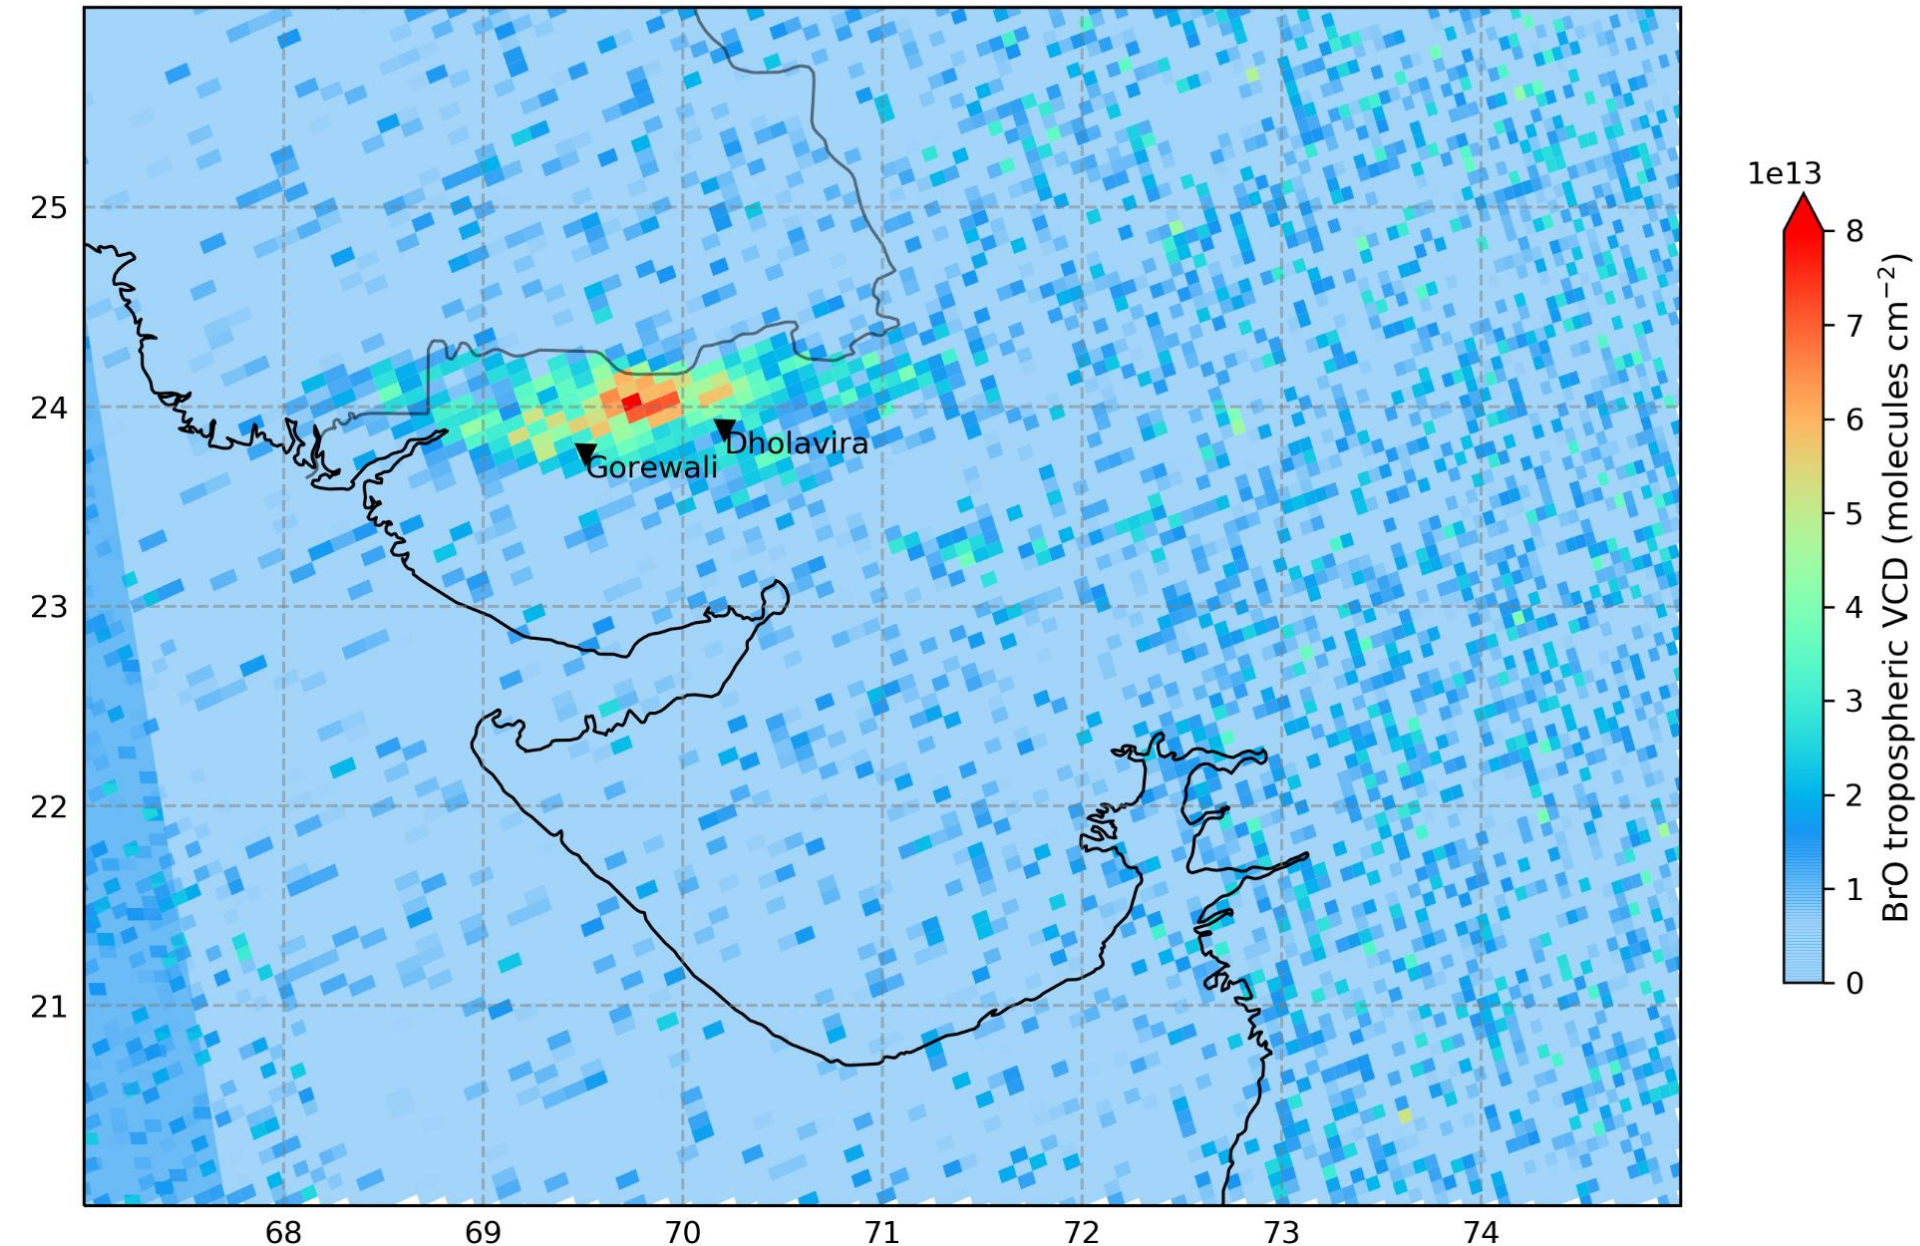 1e13
8
25
7
24
Dholavira
6
Gorewali
5
23
4
3
22
2
1
21
0
BrO tropospheric VCD (molecules cm⁻²)
68 69 70 71 72 73 74